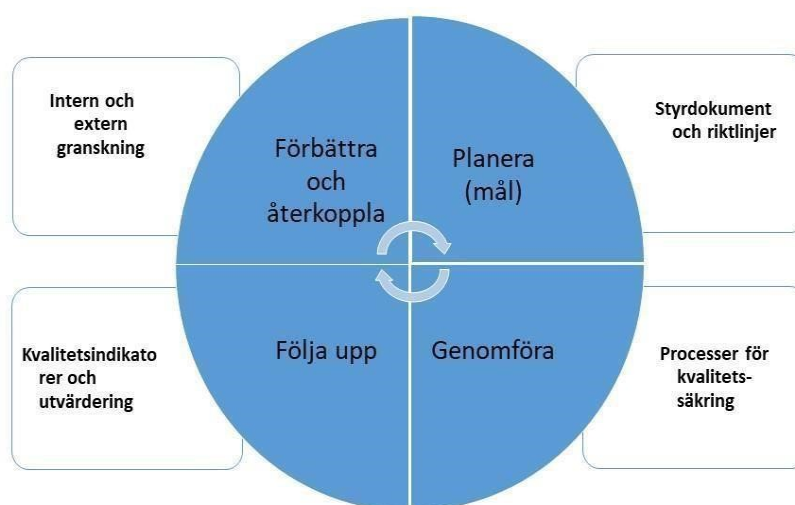 Intern och
extern
granskning
Förbättra
och
återkoppla
Planera
(mål)
Styrdokument
och riktlinjer
Kvalitetsindikato
rer och
utvärdering
Följa upp
Genomföra
Processer för
kvalitets-
säkring